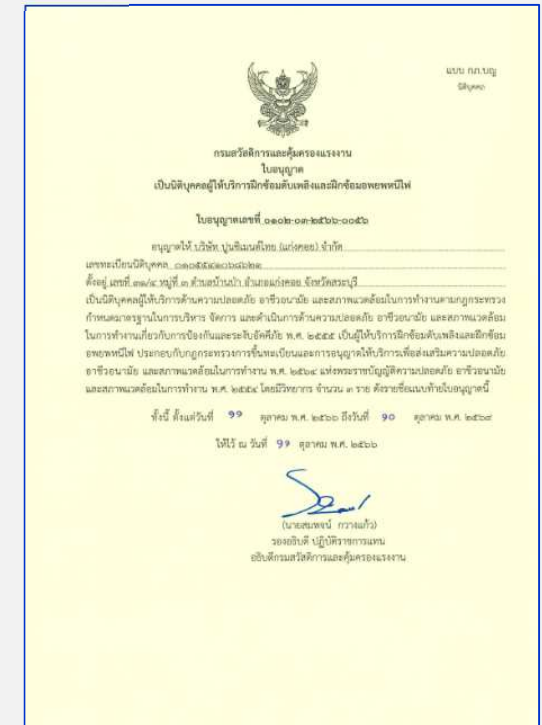 แบบ กภ.บญ
นิติบุคคล
กรมสวัสดิการและคุ้มครองแรงงาน
ใบอนุญาต
เป็นนิติบุคคลผู้ให้บริการฝึกซ้อมดับเพลิงและฝึกซ้อมอพยพหนีไฟ
ใบอนุญาตเลขที่ ๐๑๐๒-๐๓-๒๕๖๖-๐๐๕๖
อนุญาตให้ บริษัท ปูนซิเมนต์ไทย (แก่งคอย) จำกัด
เลขทะเบียนนิติบุคคล
ตั้งอยู่ เลขที่ ๓๓/๔ หมู่ที่ ๓ ตำบลบ้านป่า อำเภอแก่งคอย จังหวัดสระบุรี
เป็นนิติบุคคลผู้ให้บริการด้านความปลอดภัย อาชีวอนามัย และสภาพแวดล้อมในการทำงานตามกฎกระทรวง
กำหนดมาตรฐานในการบริหาร จัดการ และดำเนินการด้านความปลอดภัย อาชีวอนามัย และสภาพแวดล้อม
ในการทำงานเกี่ยวกับการป้องกันและระงับอัคคีภัย พ.ศ. ๒๕๕๕ เป็นผู้ให้บริการฝึกซ้อมดับเพลิงและฝึกซ้อม
อพยพหนีไฟ ประกอบกับกฎกระทรวงการขึ้นทะเบียนและการอนุญาตให้บริการเพื่อส่งเสริมความปลอดภัย
อาชีวอนามัย และสภาพแวดล้อมในการทำงาน พ.ศ. ๒๕๖๔ แห่งพระราชบัญญัติความปลอดภัย อาชีวอนามัย
และสภาพแวดล้อมในการทำงาน พ.ศ. ๒๕๕๔ โดยมีวิทยากร จำนวน ๓ ราย ดังรายชื่อแนบท้ายใบอนุญาตนี้
ทั้งนี้ ตั้งแต่วันที่ ๑๑ ตุลาคม พ.ศ. ๒๕๖๖ ถึงวันที่ ๑๐ ตุลาคม พ.ศ. ๒๕๖๙
ให้ไว้ ณ วันที่ ๑๑ ตุลาคม พ.ศ. ๒๕๖๖
(นายสมพจน์ กวางแก้ว)
รองอธิบดี ปฏิบัติราชการแทน
อธิบดีกรมสวัสดิการและคุ้มครองแรงงาน